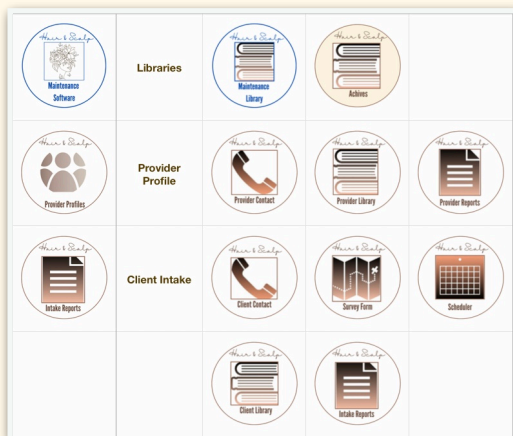 Hair & Scalp
Maintenance
Software
Libraries
Hair & Scalp
Maintenance
Library
Hair & Scalp
Achives
Hair & Scalp
Provider Profiles
Provider
Profile
Hair & Scalp
Provider Contact
Hair & Scalp
Provider Library
Hair & Scalp
Provider Reports
Hair & Scalp
Intake Reports
Client Intake
Hair & Scalp
Client Contact
Hair & Scalp
Survey Form
Hair & Scalp
Scheduler
Hair & Scalp
Client Library
Hair & Scalp
Intake Reports